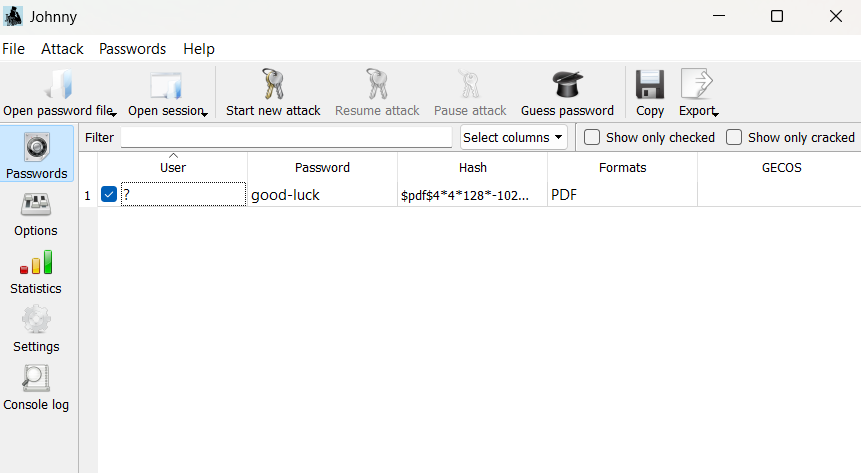 Johnny
File Attack Passwords Help
Open password file Open session Start new attack Resume attack Pause attack Guess password Copy Export
Filter Select columns Show only checked Show only cracked
Passwords
Options
Statistics
Settings
Console log
User Password Hash Formats GECOS
1 ? good-luck $pdf$4*4*128*-102... PDF